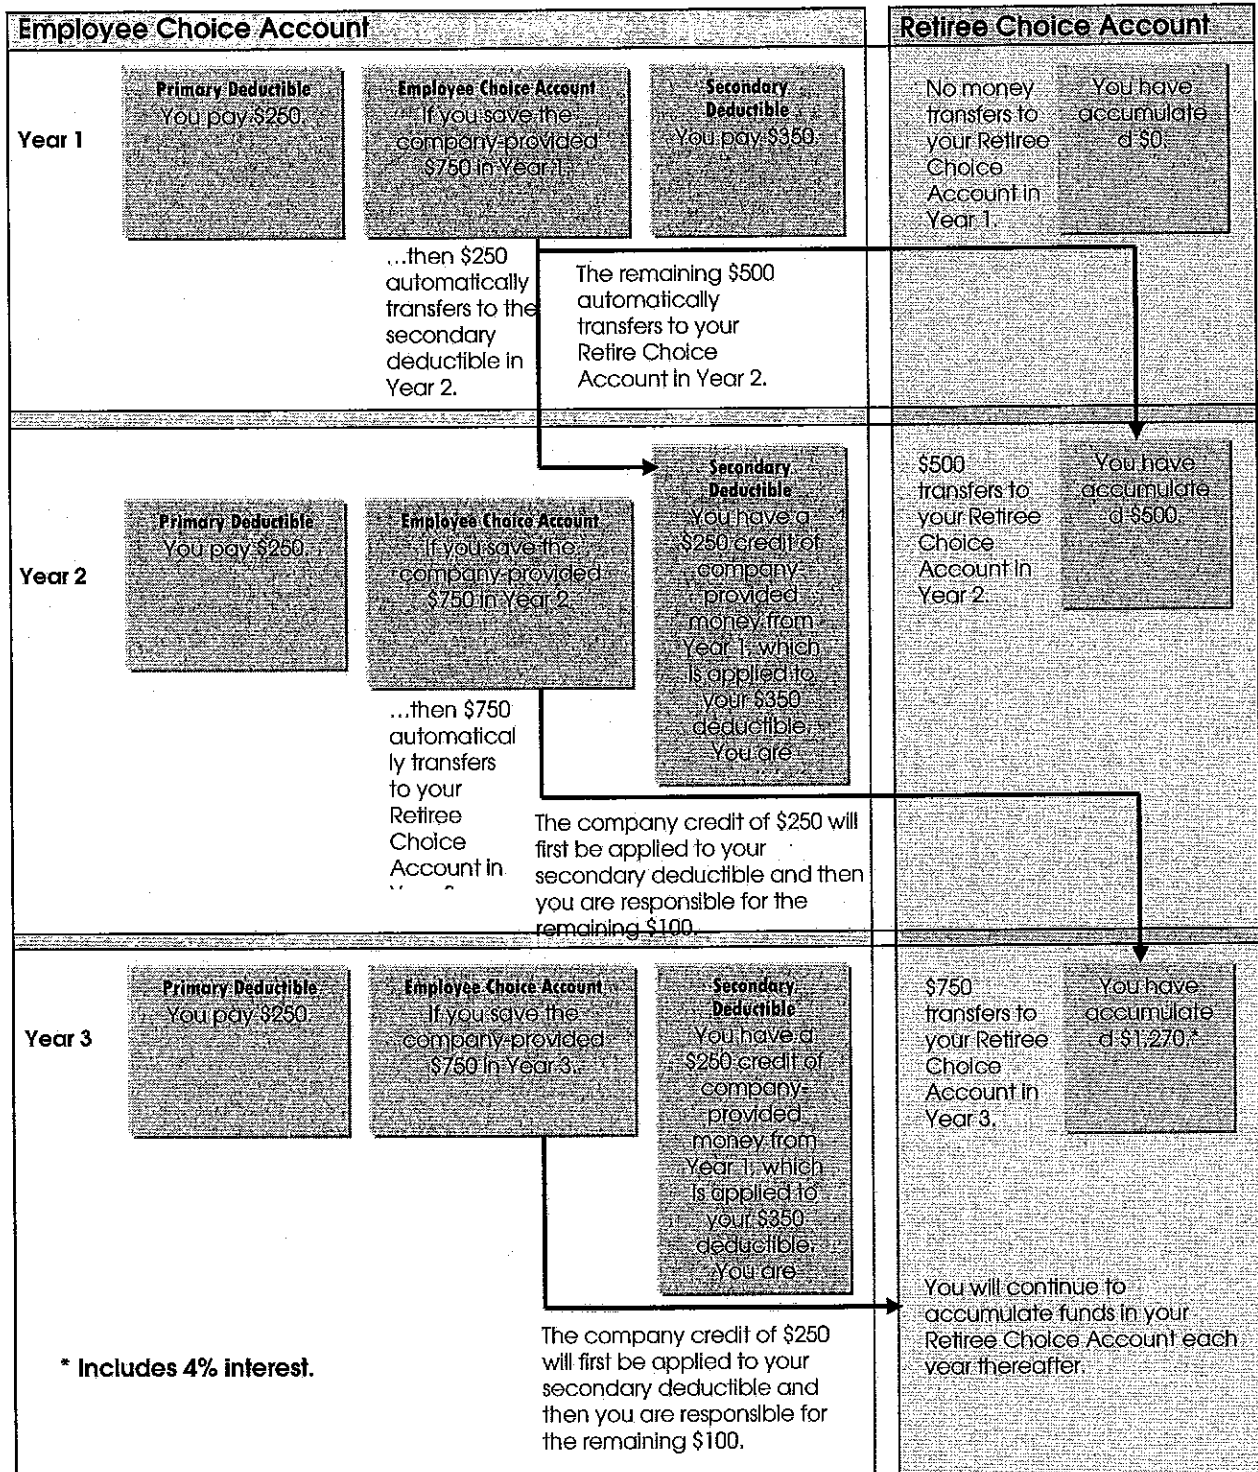 Employee Choice Account
Retiree Choice Account
Year 1
Primary Deductible
You pay $250.
Employee Choice Account
If you save the
company-provided
$750 in Year 1,
Secondary
Deductible
You pay $350.
No money
transfers to
your Retiree
Choice
Account in
Year 1.
You have
accumulate
d $0.
...then $250
automatically
transfers to the
secondary
deductible in
Year 2.
The remaining $500
automatically
transfers to your
Retire Choice
Account in Year 2.
Year 2
Primary Deductible
You pay $250.
Employee Choice Account
If you save the
company-provided
$750 in Year 2
Secondary
Deductible
You have a
$250 credit of
company-
provided
money from
Year 1, which
is applied to
your $350
deductible.
You are
$500
transfers to
your Retiree
Choice
Account in
Year 2.
You have
accumulate
d $500.
...then $750
automatical
ly transfers
to your
Retiree
Choice
Account in
The company credit of $250 will
first be applied to your
secondary deductible and then
you are responsible for the
remaining $100.
Year 3
Primary Deductible
You pay $250.
Employee Choice Account
If you save the
company-provided
$750 in Year 3,
Secondary
Deductible
You have a
$250 credit of
company-
provided
money from
Year 1, which
is applied to
your $350
deductible.
You are
$750
transfers to
your Retiree
Choice
Account in
Year 3.
You have
accumulate
d $1,270.*
You will continue to
accumulate funds in your
Retiree Choice Account each
year thereafter.
The company credit of $250
will first be applied to your
secondary deductible and
then you are responsible for
the remaining $100.
* Includes 4% interest.